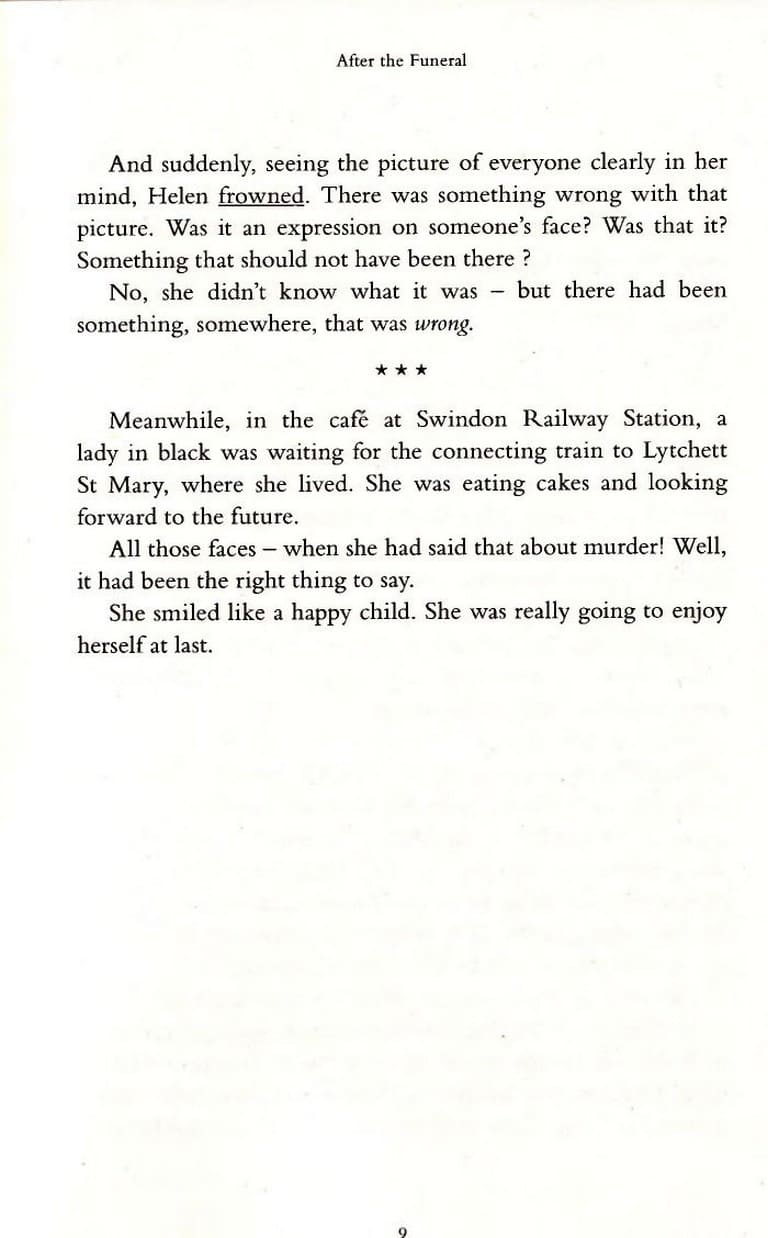 After the Funeral
And suddenly, seeing the picture of everyone clearly in her
mind, Helen frowned. There was something wrong with that
picture. Was it an expression on someone's face? Was that it?
Something that should not have been there ?
No, she didn't know what it was – but there had been
something, somewhere, that was wrong.
★ ★ ★
Meanwhile, in the café at Swindon Railway Station, a
lady in black was waiting for the connecting train to Lytchett
St Mary, where she lived. She was eating cakes and looking
forward to the future.
All those faces – when she had said that about murder! Well,
it had been the right thing to say.
She smiled like a happy child. She was really going to enjoy
herself at last.
9